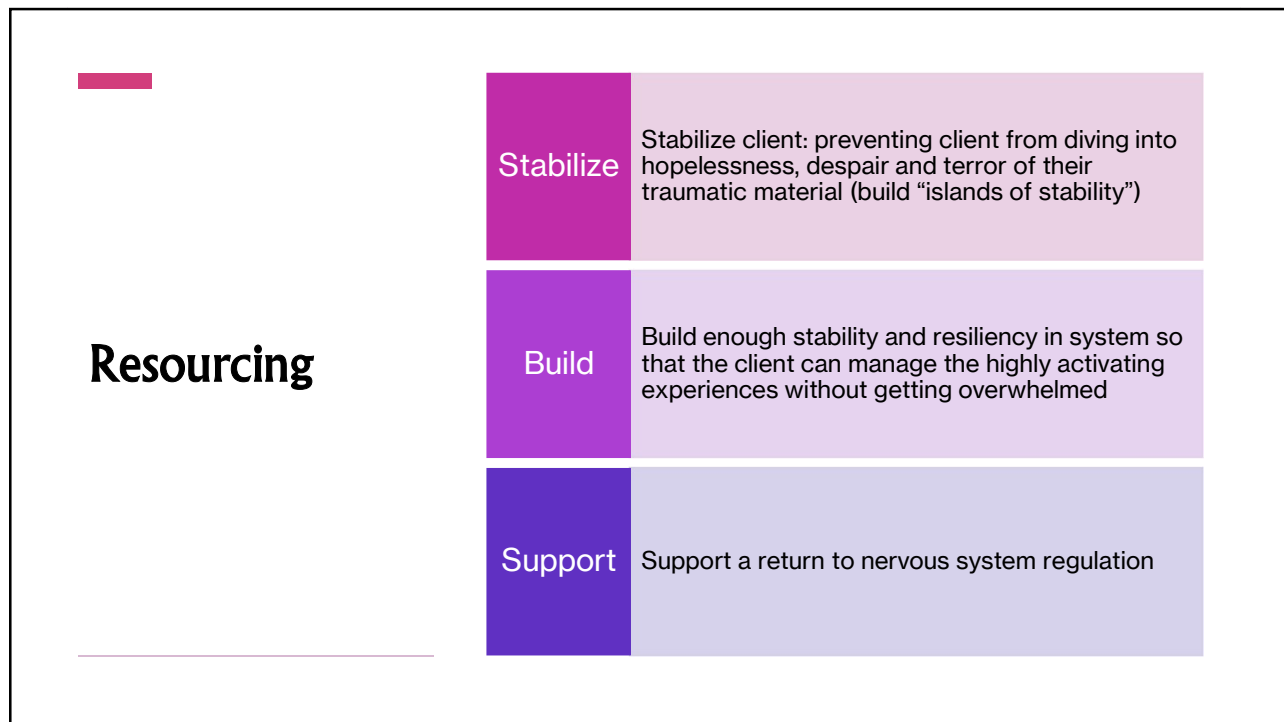 Resourcing
Stabilize
Stabilize client: preventing client from diving into
hopelessness, despair and terror of their
traumatic material (build “islands of stability”)
Build
Build enough stability and resiliency in system so
that the client can manage the highly activating
experiences without getting overwhelmed
Support
Support a return to nervous system regulation